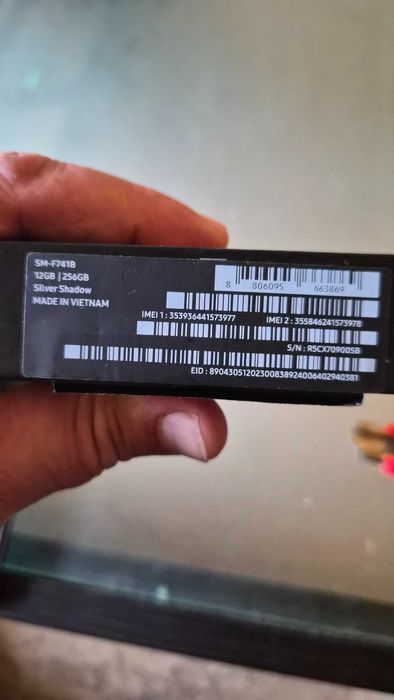 SM-F741B
12GB | 256GB
Silver Shadow
MADE IN VIETNAM
8 806095 663869
IMEI 1 : 353936441573977 IMEI 2 : 355846241573978
S/N : R5CX70900SB
EID : 89043051202300838924006402940381